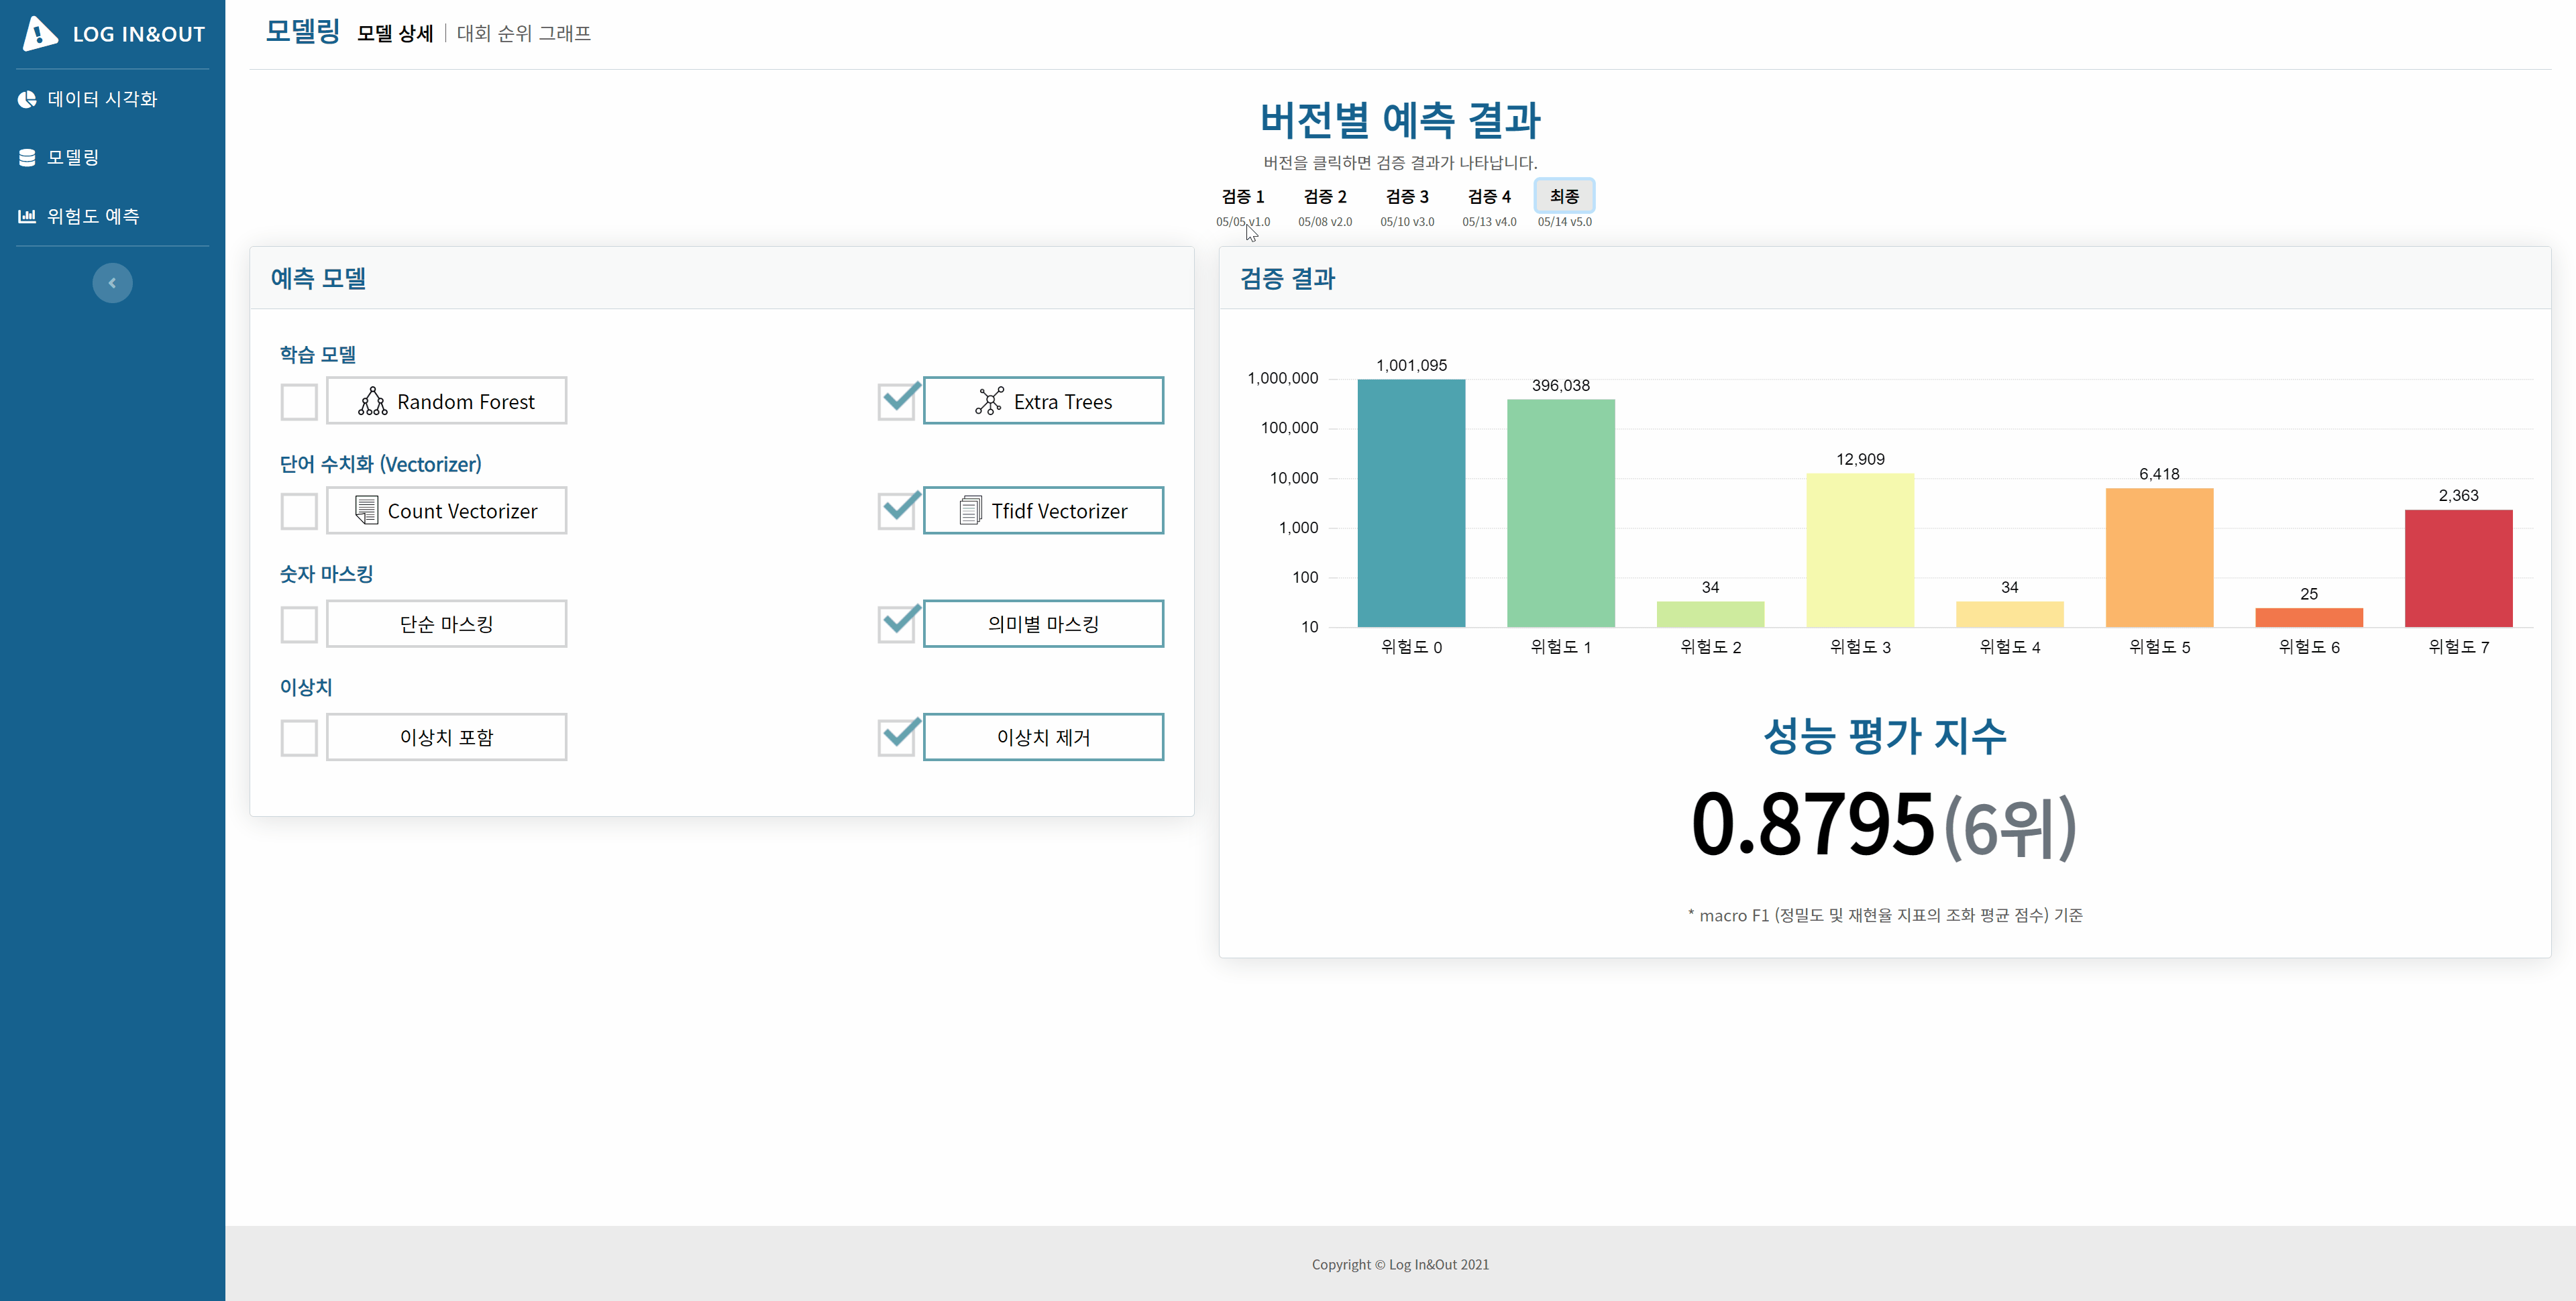 LOG IN&OUT
데이터 시각화
모델링
위험도 예측
모델링 모델 상세 | 대회 순위 그래프
버전별 예측 결과
버전을 클릭하면 검증 결과가 나타납니다.
검증 1 검증 2 검증 3 검증 4 최종
05/05 v1.0 05/08 v2.0 05/10 v3.0 05/13 v4.0 05/14 v5.0
예측 모델
학습 모델
Random Forest Extra Trees
단어 수치화 (Vectorizer)
Count Vectorizer Tfidf Vectorizer
숫자 마스킹
단순 마스킹 의미별 마스킹
이상치
이상치 포함 이상치 제거
검증 결과
1,000,000
100,000
10,000
1,000
100
10
1,001,095 396,038 34 12,909 34 6,418 25 2,363
위험도 0 위험도 1 위험도 2 위험도 3 위험도 4 위험도 5 위험도 6 위험도 7
성능 평가 지수
0.8795 (6위)
* macro F1 (정밀도 및 재현율 지표의 조화 평균 점수) 기준
Copyright © Log In&Out 2021